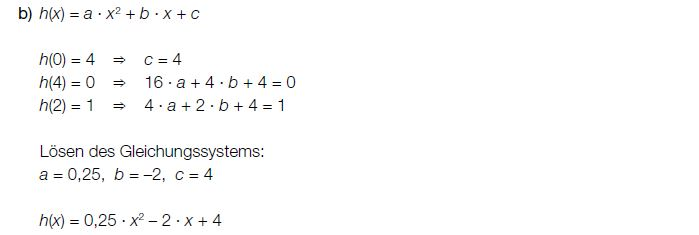 b) h(x) = a · x² + b · x + c
h(0) = 4 ⇒ c = 4
h(4) = 0 ⇒ 16 · a + 4 · b + 4 = 0
h(2) = 1 ⇒ 4 · a + 2 · b + 4 = 1
Lösen des Gleichungssystems:
a = 0,25, b = –2, c = 4
h(x) = 0,25 · x² – 2 · x + 4